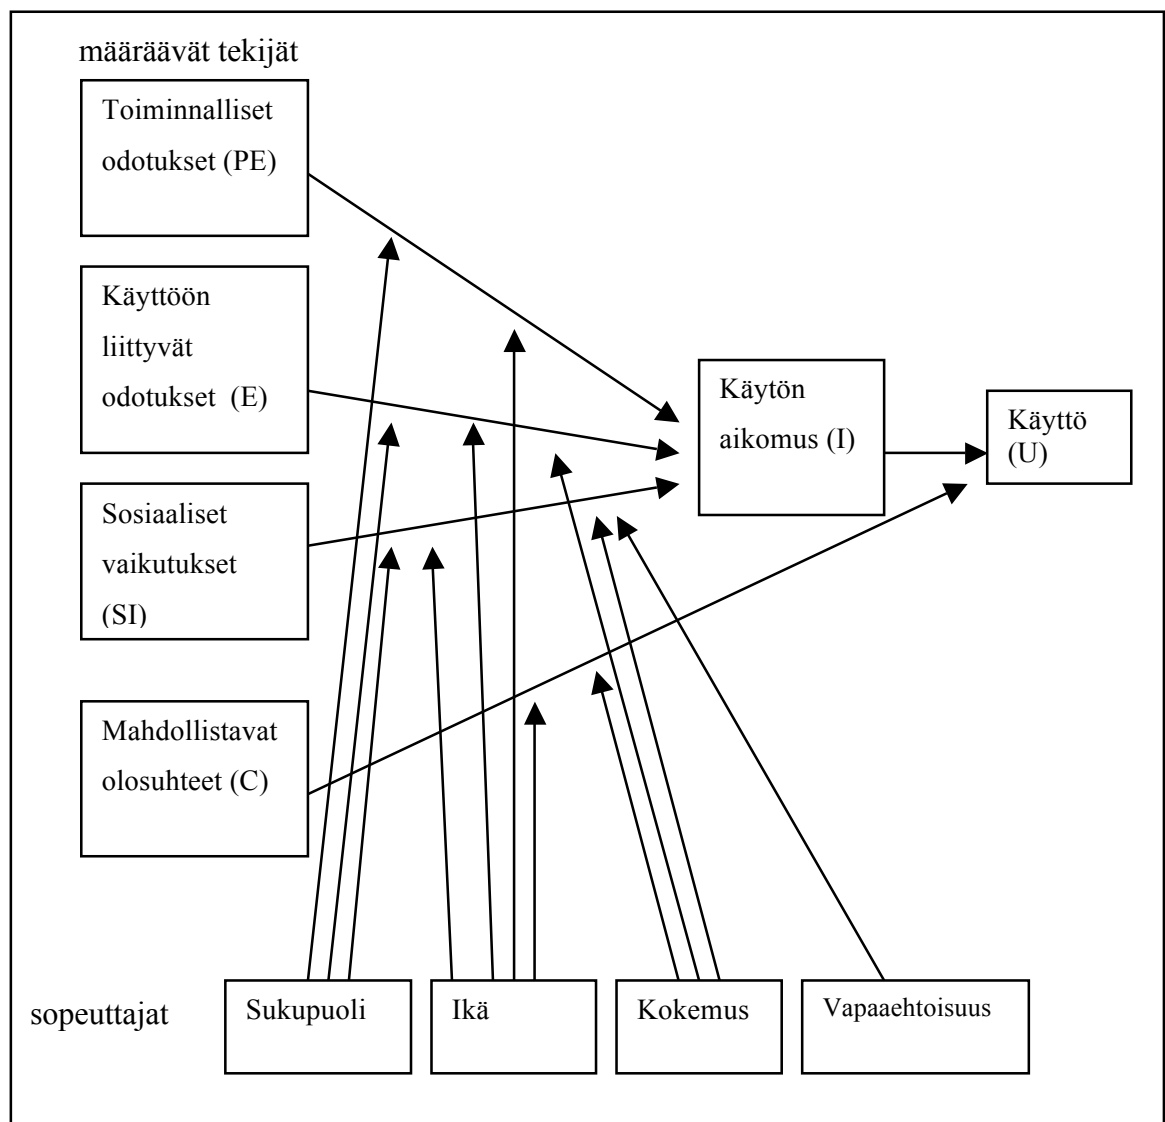 määräävät tekijät
Toiminnalliset
odotukset (PE)
Käyttöön
liittyvät
odotukset (E)
Käytön
aikomus (I)
Käyttö
(U)
Sosiaaliset
vaikutukset
(SI)
Mahdollistavat
olosuhteet (C)
sopeuttajat
Sukupuoli
Ikä
Kokemus
Vapaaehtoisuus